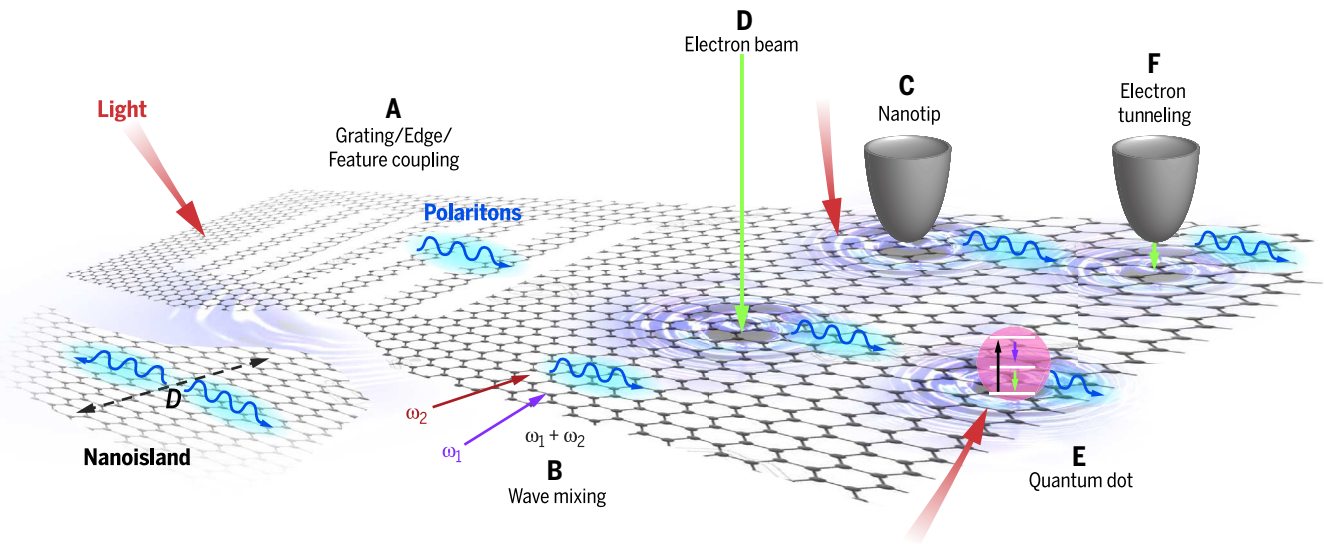 Light
A
Grating/Edge/
Feature coupling
Polaritons
D
Electron beam
C
Nanotip
F
Electron
tunneling
D
Nanoisland
ω2
ω1
ω1 + ω2
B
Wave mixing
E
Quantum dot